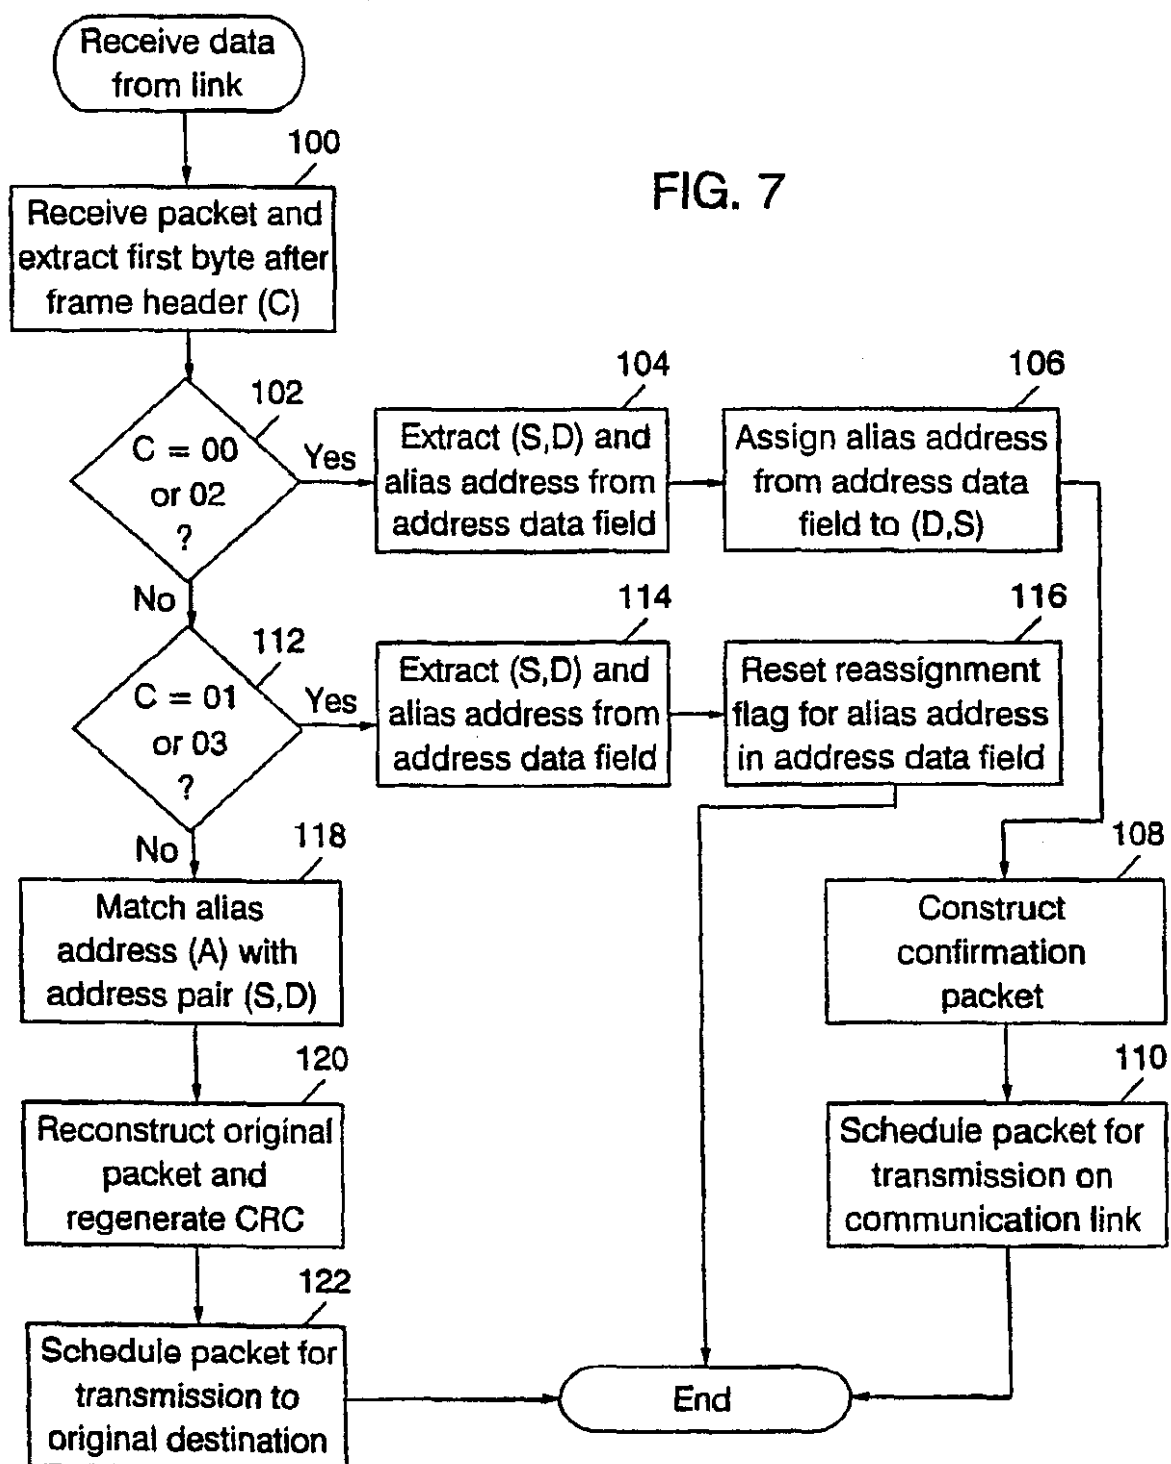 Receive data
from link
100
FIG. 7
Receive packet and
extract first byte after
frame header (C)
102
C = 00
or 02
?
Yes
104
Extract (S,D) and
alias address from
address data field
106
Assign alias address
from address data
field to (D,S)
No
112
C = 01
or 03
?
Yes
114
Extract (S,D) and
alias address from
address data field
116
Reset reassignment
flag for alias address
in address data field
No
118
Match alias
address (A) with
address pair (S,D)
108
Construct
confirmation
packet
120
Reconstruct original
packet and
regenerate CRC
110
Schedule packet for
transmission on
communication link
122
Schedule packet for
transmission to
original destination
End